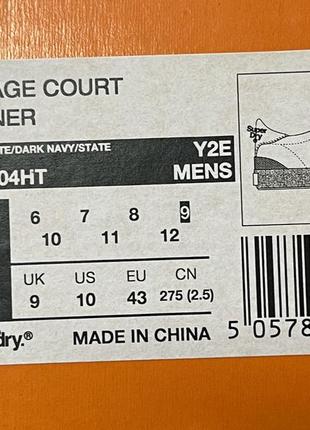 AGE COURT
NER
TE/DARK NAVY/STATE Y2E
04HT MENS
6 7 8 9
10 11 12
UK US EU CN
9 10 43 275 (2.5)
dry.® MADE IN CHINA
5 0578
Super
Dry